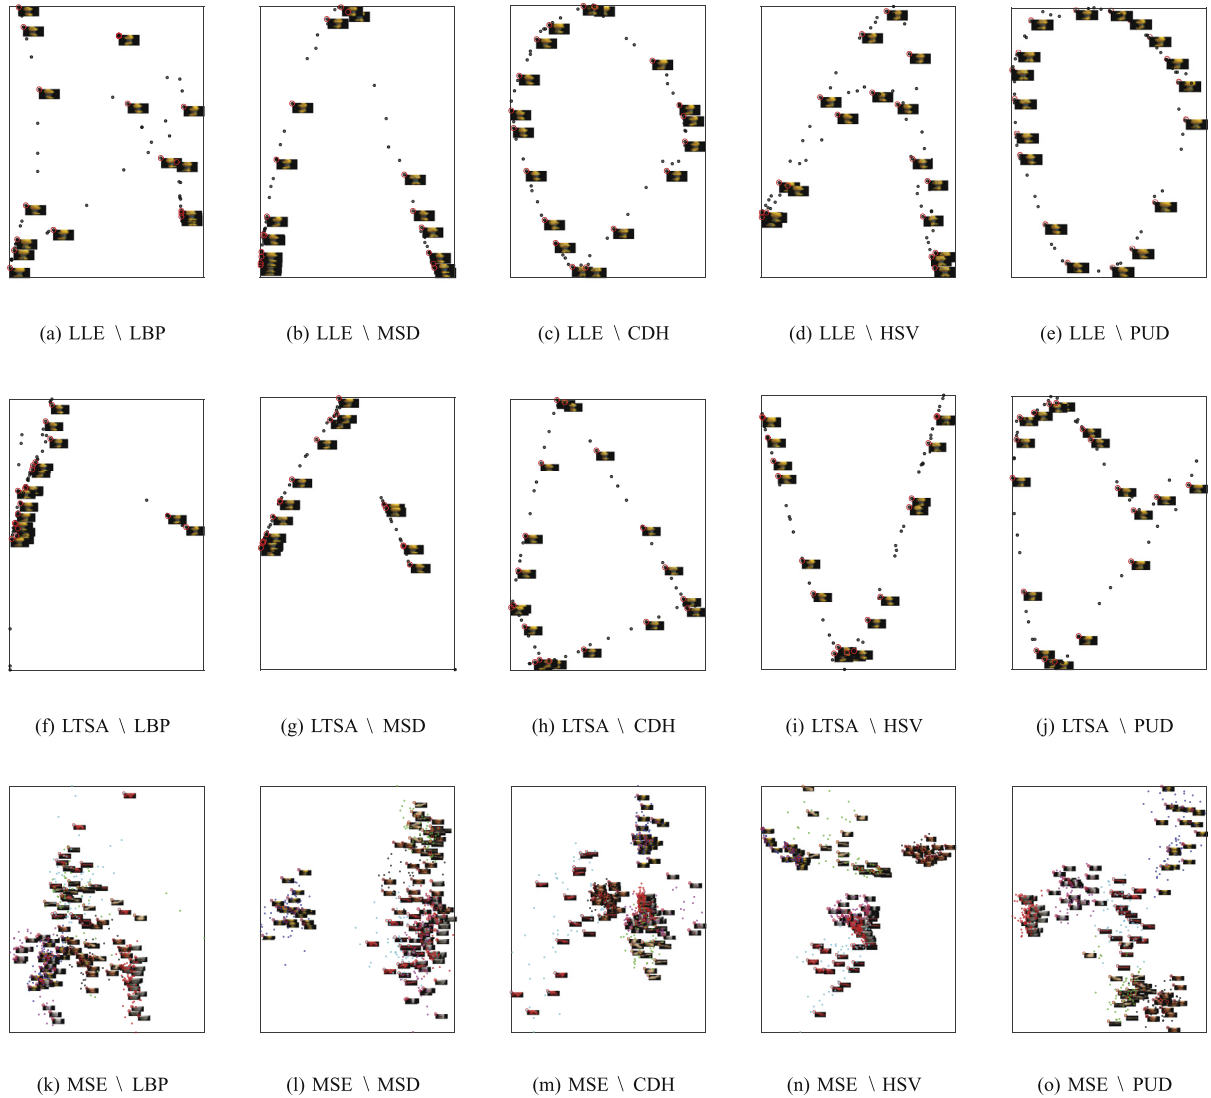 (a) LLE \ LBP
(b) LLE \ MSD
(c) LLE \ CDH
(d) LLE \ HSV
(e) LLE \ PUD
(f) LTSA \ LBP
(g) LTSA \ MSD
(h) LTSA \ CDH
(i) LTSA \ HSV
(j) LTSA \ PUD
(k) MSE \ LBP
(l) MSE \ MSD
(m) MSE \ CDH
(n) MSE \ HSV
(o) MSE \ PUD